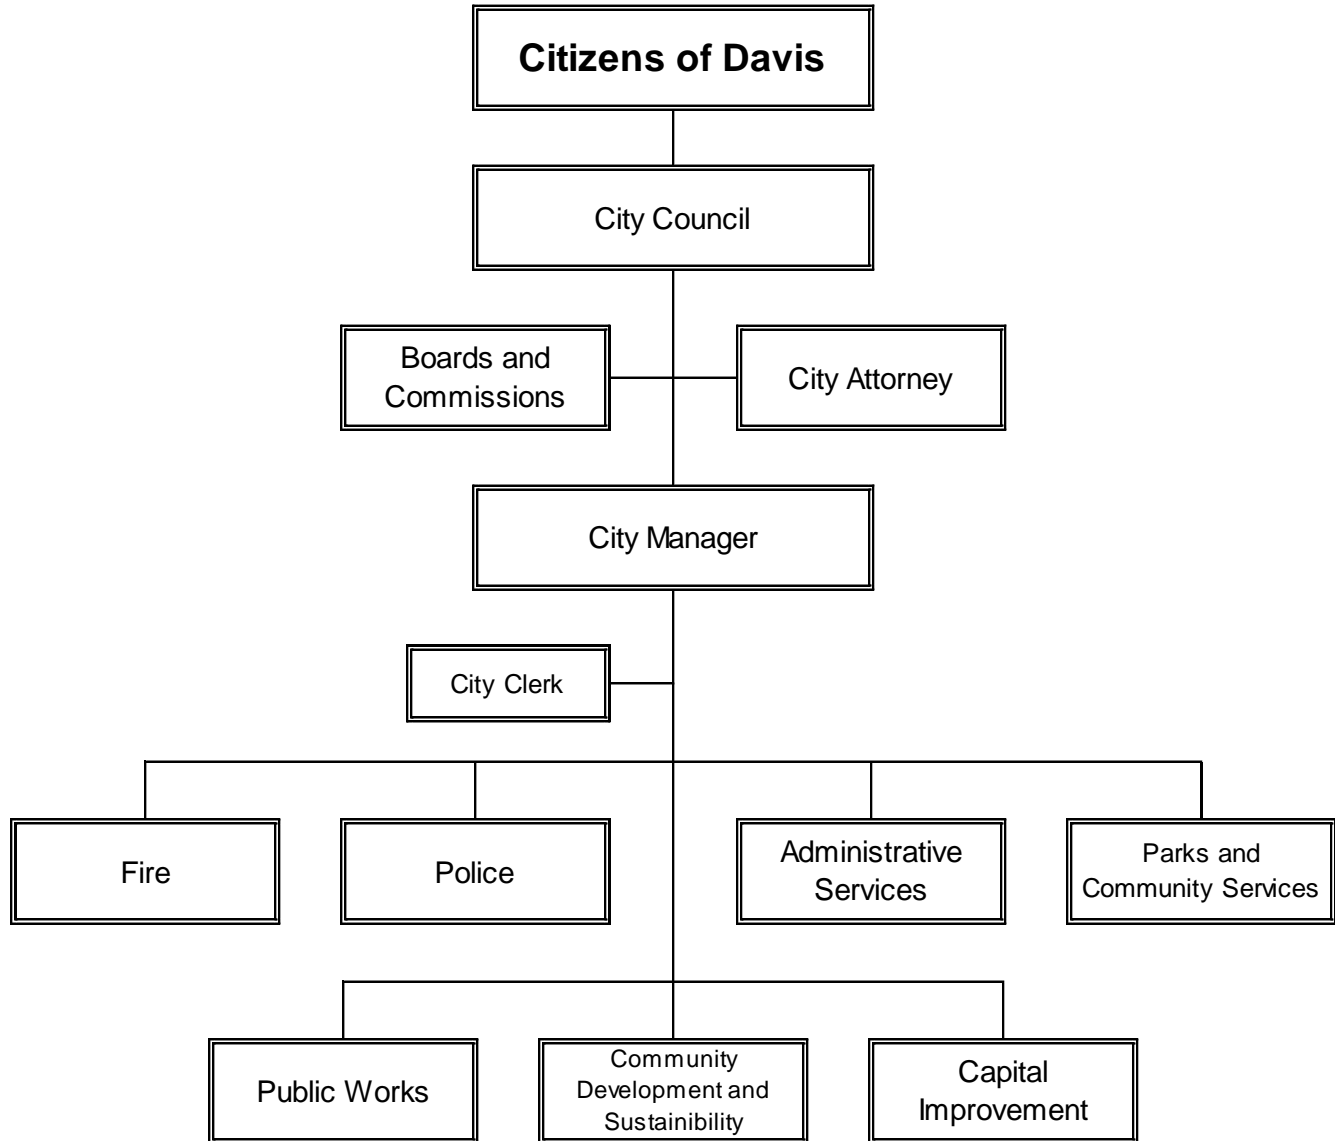 Citizens of Davis
City Council
Boards and
Commissions
City Attorney
City Manager
City Clerk
Fire
Police
Administrative
Services
Parks and
Community Services
Public Works
Community
Development and
Sustainibility
Capital
Improvement